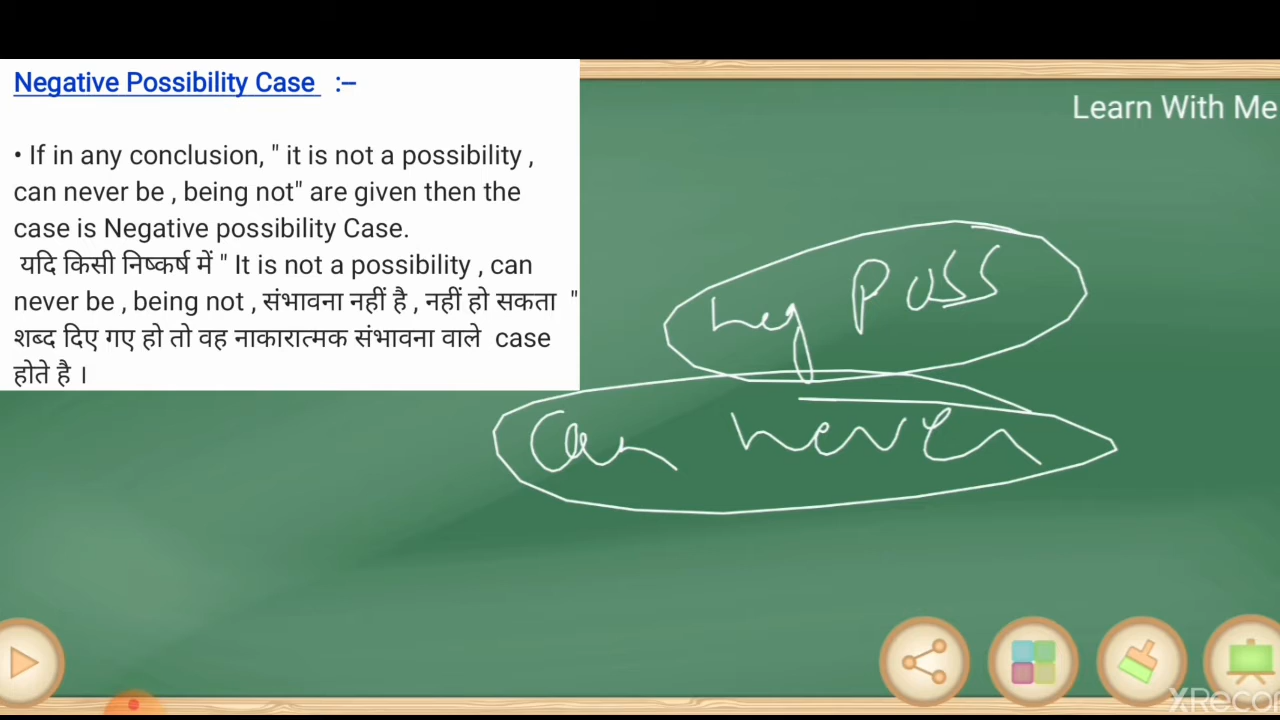 Negative Possibility Case :–
Learn With Me
• If in any conclusion, " it is not a possibility ,
can never be , being not" are given then the
case is Negative possibility Case.
यदि किसी निष्कर्ष में " It is not a possibility , can
never be , being not , संभावना नहीं है , नहीं हो सकता "
शब्द दिए गए हो तो वह नाकारात्मक संभावना वाले case
होते है ।
neg poss
Can never
XRecor